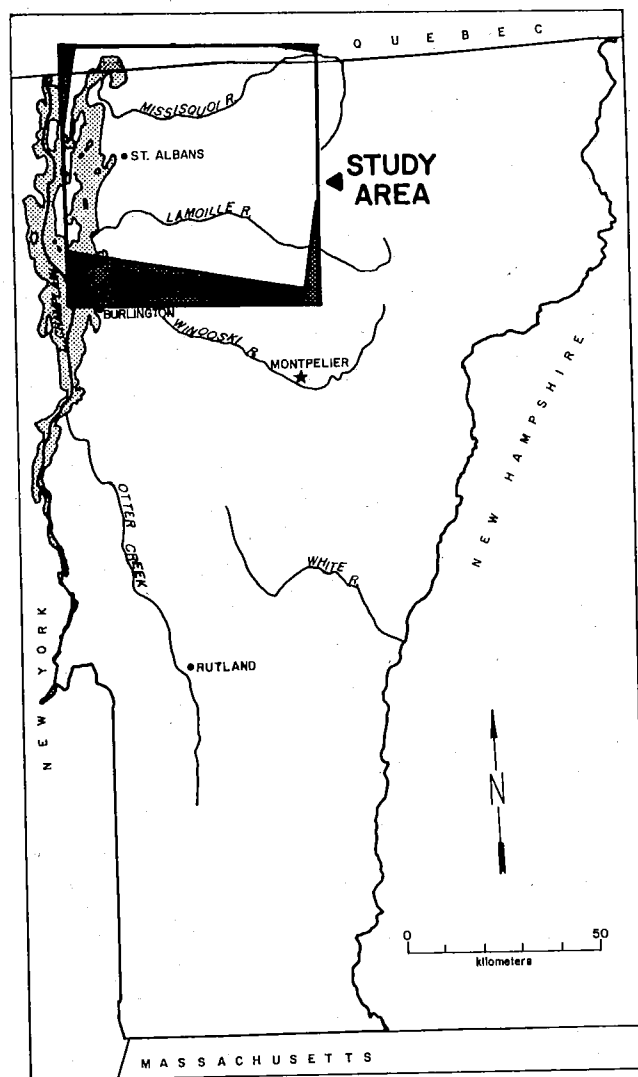 QUEBEC
MISSISQUOI R.
ST. ALBANS
STUDY
AREA
LAMOILLE R.
BURLINGTON
WINOOSKI R.
MONTPELIER
NEW HAMPSHIRE
OTTER CREEK
WHITE R.
NEW YORK
RUTLAND
N
0
50
kilometers
MASSACHUSETTS